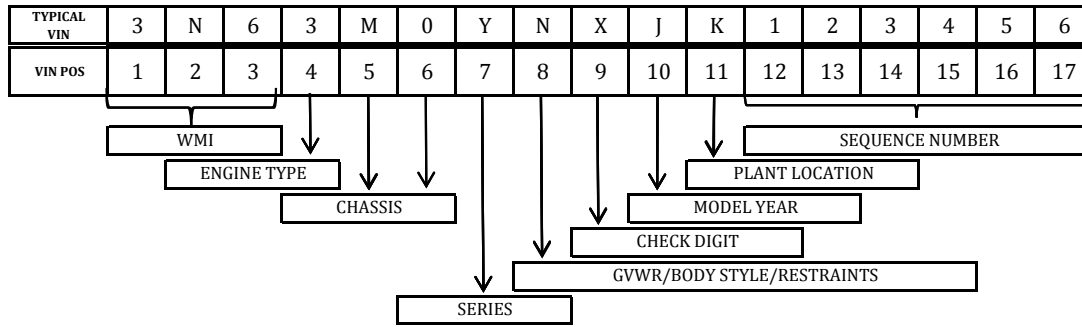 TYPICAL VIN 3 N 6 3 M 0 Y N X J K 1 2 3 4 5 6
VIN POS 1 2 3 4 5 6 7 8 9 10 11 12 13 14 15 16 17
WMI SEQUENCE NUMBER
ENGINE TYPE PLANT LOCATION
CHASSIS MODEL YEAR
CHECK DIGIT
GVWR/BODY STYLE/RESTRAINTS
SERIES